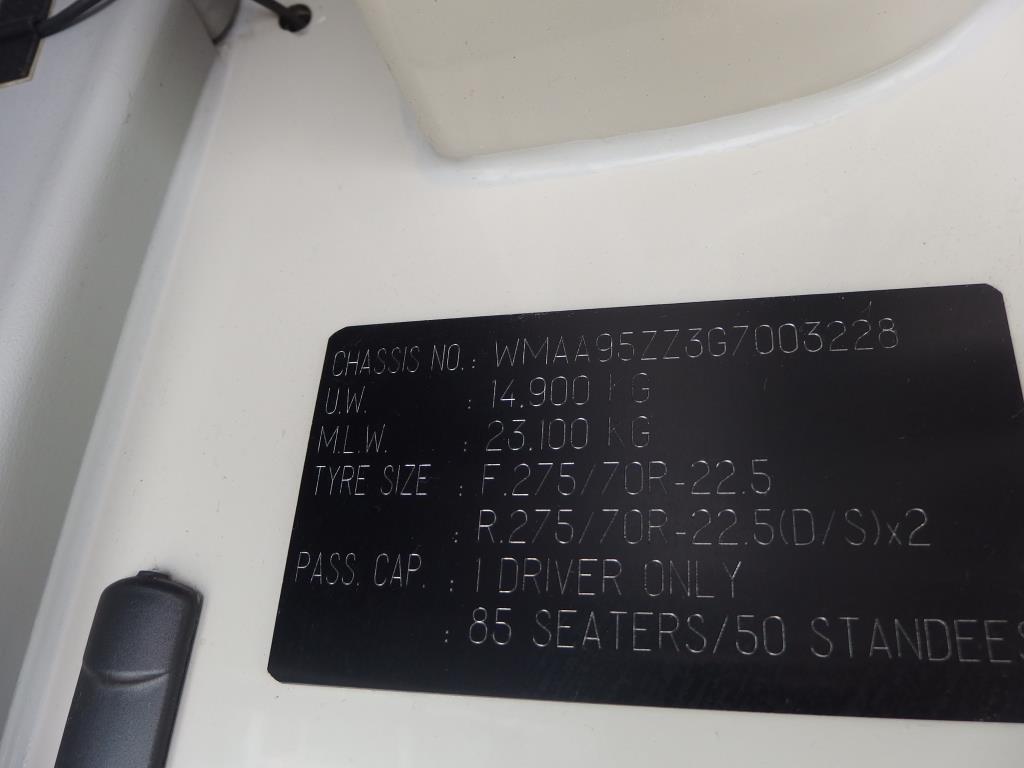 CHASSIS NO.: WMAA95ZZ3G7003228
U.W. : 14.900 KG
M.L.W. : 23.100 KG
TYRE SIZE : F.275/70R-22.5
: R.275/70R-22.5(D/S)x2
PASS. CAP. : 1 DRIVER ONLY
: 85 SEATERS/50 STANDEES